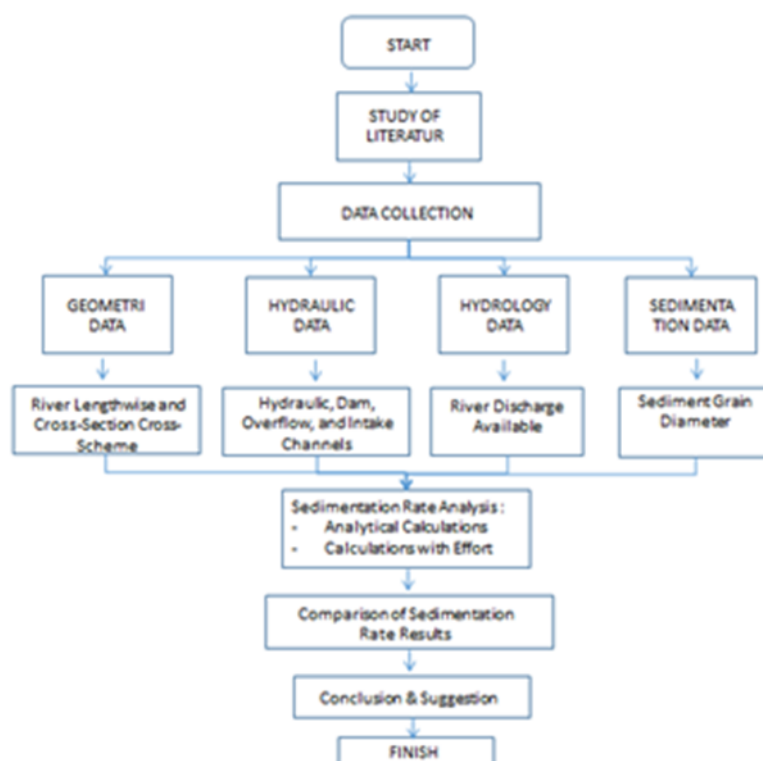 START
STUDY OF
LITERATUR
DATA COLLECTION
GEOMETRI
DATA
HYDRAULIC
DATA
HYDROLOGY
DATA
SEDIMENTA
TION DATA
River Lengthwise and
Cross-Section Cross-
Scheme
Hydraulic, Dam,
Overflow, and Intake
Channels
River Discharge
Available
Sediment Grain
Diameter
Sedimentation Rate Analysis :
- Analytical Calculations
- Calculations with Effort
Comparison of Sedimentation
Rate Results
Conclusion & Suggestion
FINISH